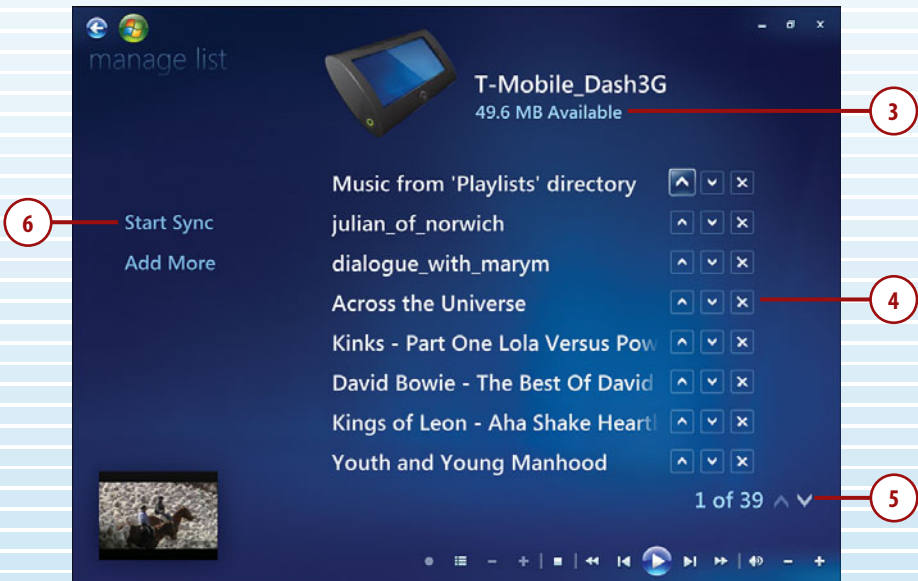 manage list
T-Mobile_Dash3G
49.6 MB Available
3
Music from 'Playlists' directory
6
Start Sync
julian_of_norwich
Add More
dialogue_with_marym
Across the Universe
4
Kinks - Part One Lola Versus Pow
David Bowie - The Best Of David
Kings of Leon - Aha Shake Heartl
Youth and Young Manhood
1 of 39
5